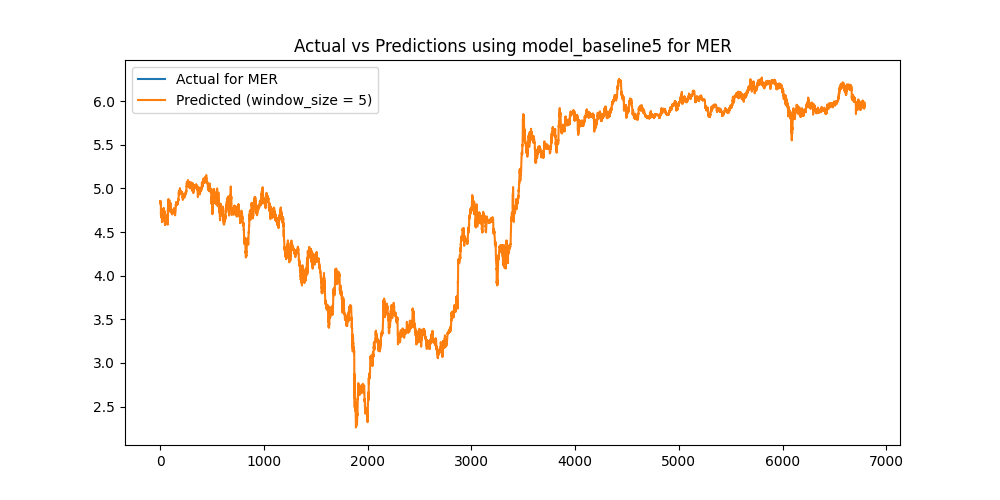 Actual vs Predictions using model_baseline5 for MER
Actual for MER
Predicted (window_size = 5)
6.0
5.5
5.0
4.5
4.0
3.5
3.0
2.5
0 1000 2000 3000 4000 5000 6000 7000